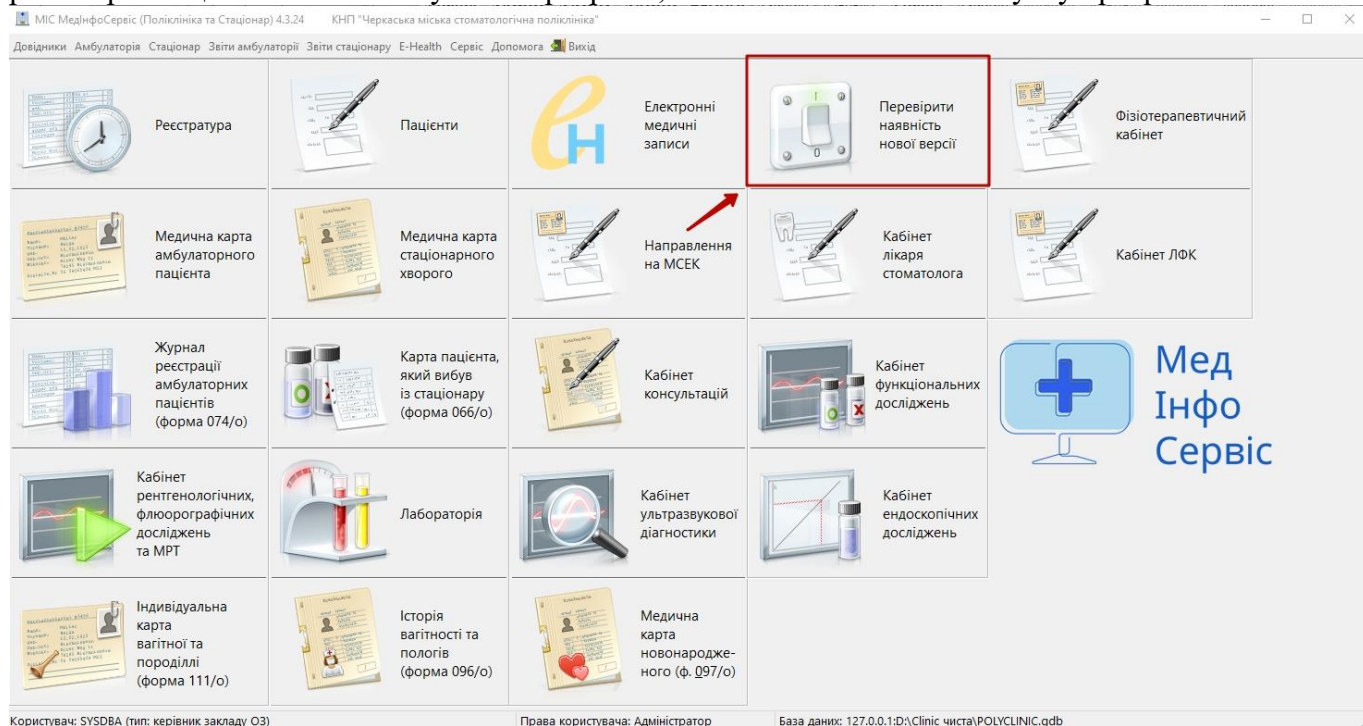 МІС МедІнфоСервіс (Поліклініка та Стаціонар) 4.3.24 КНП "Черкаська міська стоматологічна поліклініка"
Довідники Амбулаторія Стаціонар Звіти амбулаторії Звіти стаціонару E-Health Сервіс Допомога Вихід
Реєстратура
Пацієнти
Електронні
медичні
записи
Перевірити
наявність
нової версії
Фізіотерапевтичний
кабінет
Медична карта
амбулаторного
пацієнта
Медична карта
стаціонарного
хворого
Направлення
на МСЕК
Кабінет
лікаря
стоматолога
Кабінет ЛФК
Журнал
реєстрації
амбулаторних
пацієнтів
(форма 074/о)
Карта пацієнта,
який вибув
із стаціонару
(форма 066/о)
Кабінет
консультацій
Кабінет
функціональних
досліджень
Мед
Інфо
Сервіс
Кабінет
рентгенологічних,
флюорографічних
досліджень
та МРТ
Лабораторія
Кабінет
ультразвукової
діагностики
Кабінет
ендоскопічних
досліджень
Індивідуальна
карта
вагітної та
породіллі
(форма 111/о)
Історія
вагітності та
пологів
(форма 096/о)
Медична
карта
новонародже-
ного (ф. 097/о)
Користувач: SYSDBA (тип: керівник закладу ОЗ) Права користувача: Адміністратор База даних: 127.0.0.1:D:\Clinic чиста\POLYCLINIC.gdb